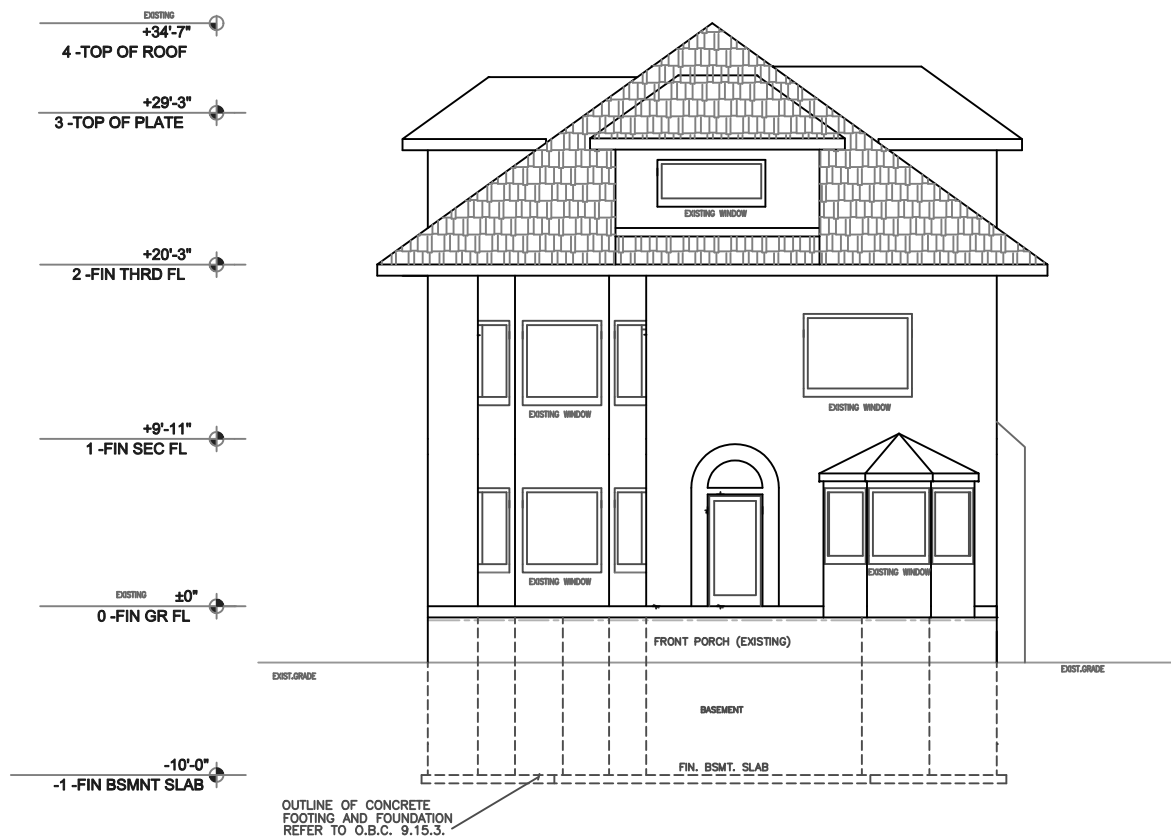 EXISTING
+34'-7"
4 -TOP OF ROOF
+29'-3"
3 -TOP OF PLATE
EXISTING WINDOW
+20'-3"
2 -FIN THRD FL
EXISTING WINDOW
EXISTING WINDOW
+9'-11"
1 -FIN SEC FL
EXISTING WINDOW
EXISTING WINDOW
EXISTING
±0"
0 -FIN GR FL
FRONT PORCH (EXISTING)
EXIST.GRADE
EXIST.GRADE
BASEMENT
-10'-0"
-1 -FIN BSMNT SLAB
FIN. BSMT. SLAB
OUTLINE OF CONCRETE
FOOTING AND FOUNDATION
REFER TO O.B.C. 9.15.3.